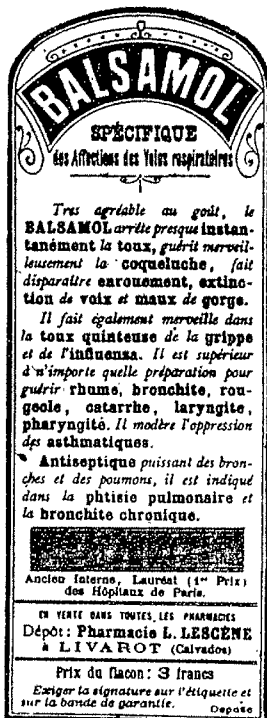 BALSAMOL
SPÉCIFIQUE
des Affections des Voies respiratoires
Très agréable au goût, le
BALSAMOL arrête presque instan-
tanément la toux, guérit merveil-
leusement la coqueluche, fait
disparaître enrouement, extinc-
tion de voix et maux de gorge.
Il fait également merveille dans
la toux quinteuse de la grippe
et de l'influenza. Il est supérieur
à n'importe quelle préparation pour
guérir rhume, bronchite, rou-
geole, catarrhe, laryngite,
pharyngite. Il modère l'oppression
des asthmatiques.
Antiseptique puissant des bron-
ches et des poumons, il est indiqué
dans la phtisie pulmonaire et
la bronchite chronique.
Ancien Interne, Lauréat (1er Prix)
des Hôpitaux de Paris.
EN VENTE DANS TOUTES LES PHARMACIES
Dépôt: Pharmacie L. LESCÈNE
à LIVAROT (Calvados)
Prix du flacon: 3 francs
Exiger la signature sur l'étiquette et
sur la bande de garantie.
Déposé